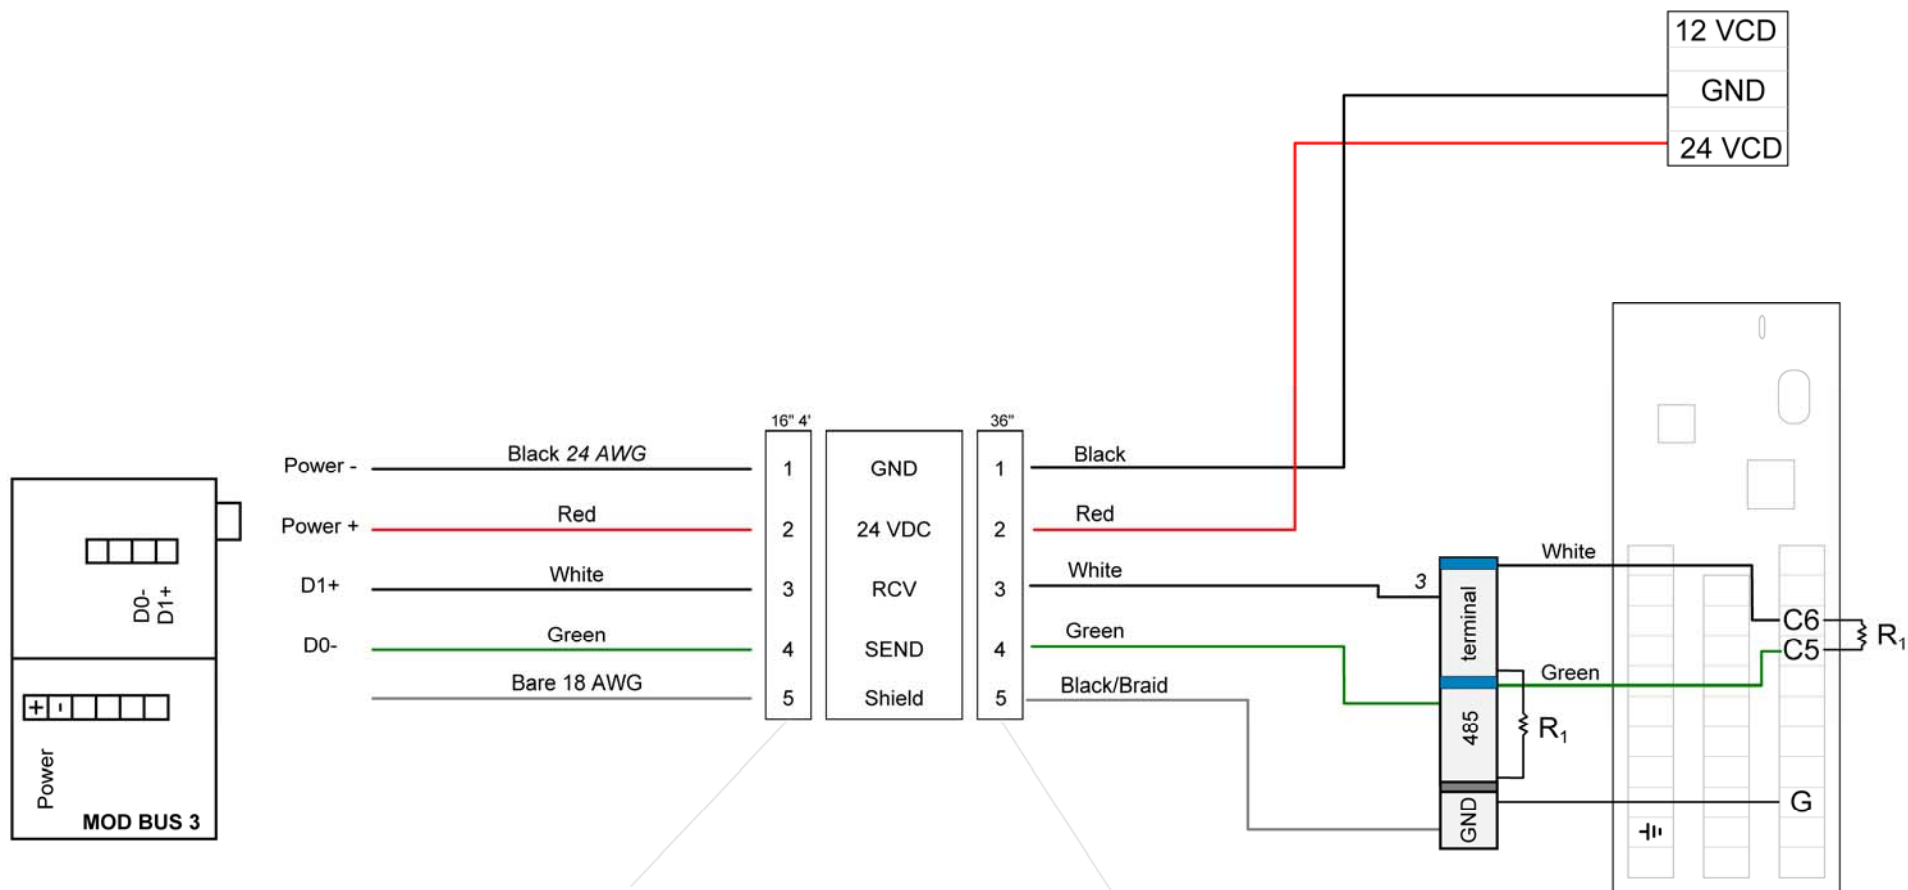 12 VCD
GND
24 VCD
16" 4'
36"
Power -
Black 24 AWG
1
GND
1
Black
Power +
Red
2
24 VDC
2
Red
D1+
White
3
RCV
3
White
3
D0-
Green
4
SEND
4
Green
Bare 18 AWG
5
Shield
5
Black/Braid
D0-
D1+
+ -
Power
MOD BUS 3
terminal
485
GND
White
Green
R1
C6
C5
R1
G